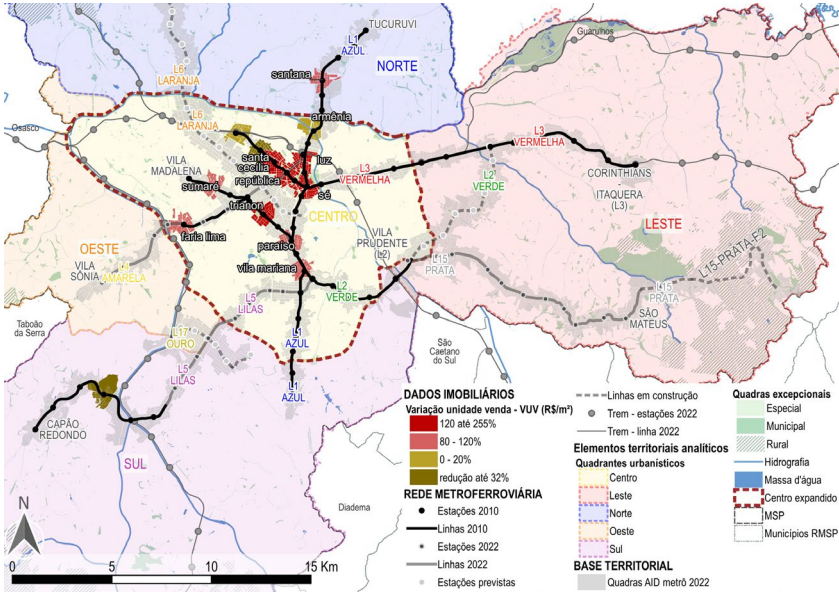 TUCURUVI
L1
AZUL
NORTE
Guarulhos
santana
L6
LARANJA
armênia
L6
LARANJA
Osasco
VILA
MADALENA
santa
cecília
luz
república
L3
VERMELHA
L3
VERMELHA
L2
VERDE
sumaré
sé
trianon
CENTRO
CORINTHIANS
- ITAQUERA
(L3)
OESTE
faria lima
paraíso
VILA
PRUDENTE
(L2)
LESTE
VILA
SÔNIA
AMARELA
vila mariana
L15
PRATA
L15-PRATA-F2
L2
VERDE
L15
PRATA
L5
LILAS
SÃO
MATEUS
Taboão
da Serra
L17
OURO
L1
AZUL
São
Caetano
do Sul
L5
LILAS
L1
AZUL
CAPÃO
REDONDO
SUL
Diadema
N
0 5 10 15 Km
DADOS IMOBILIÁRIOS
Variação unidade venda - VUV (R$/m²)
120 até 255%
80 - 120%
0 - 20%
redução até 32%
REDE METROFERROVIÁRIA
Estações 2010
Linhas 2010
Estações 2022
Linhas 2022
Estações previstas
Linhas em construção
Trem - estações 2022
Trem - linha 2022
Elementos territoriais analíticos
Quadrantes urbanísticos
Centro
Leste
Norte
Oeste
Sul
BASE TERRITORIAL
Quadras AID metrô 2022
Quadras excepcionais
Especial
Municipal
Rural
Hidrografia
Massa d'água
Centro expandido
MSP
Municípios RMSP